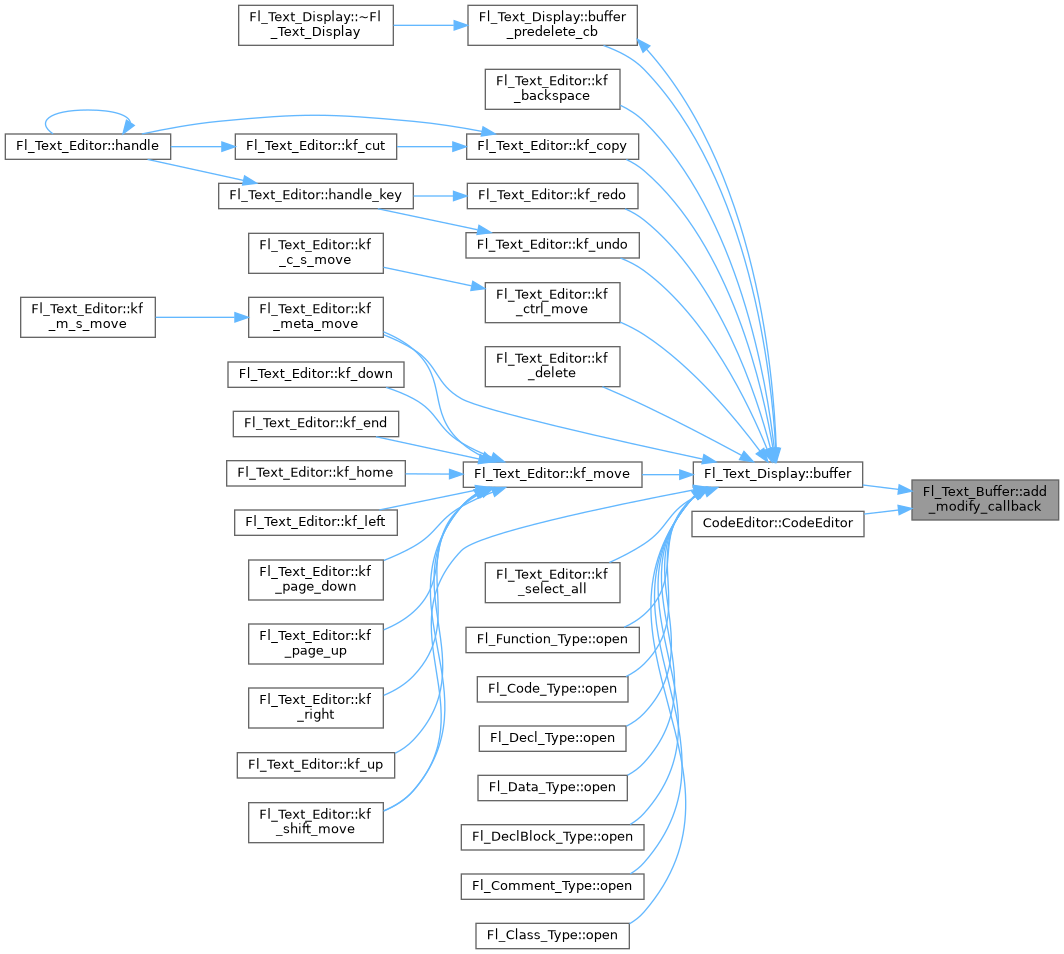 Fl_Text_Display::~Fl
_Text_Display
Fl_Text_Display::buffer
_predelete_cb
Fl_Text_Editor::kf
_backspace
Fl_Text_Editor::handle
Fl_Text_Editor::kf_cut
Fl_Text_Editor::kf_copy
Fl_Text_Editor::handle_key
Fl_Text_Editor::kf_redo
Fl_Text_Editor::kf_undo
Fl_Text_Editor::kf
_c_s_move
Fl_Text_Editor::kf
_ctrl_move
Fl_Text_Editor::kf
_m_s_move
Fl_Text_Editor::kf
_meta_move
Fl_Text_Editor::kf
_delete
Fl_Text_Editor::kf_down
Fl_Text_Editor::kf_end
Fl_Text_Editor::kf_home
Fl_Text_Editor::kf_move
Fl_Text_Display::buffer
Fl_Text_Buffer::add
_modify_callback
Fl_Text_Editor::kf_left
CodeEditor::CodeEditor
Fl_Text_Editor::kf
_page_down
Fl_Text_Editor::kf
_select_all
Fl_Text_Editor::kf
_page_up
Fl_Function_Type::open
Fl_Text_Editor::kf
_right
Fl_Code_Type::open
Fl_Decl_Type::open
Fl_Text_Editor::kf_up
Fl_Data_Type::open
Fl_Text_Editor::kf
_shift_move
Fl_DeclBlock_Type::open
Fl_Comment_Type::open
Fl_Class_Type::open